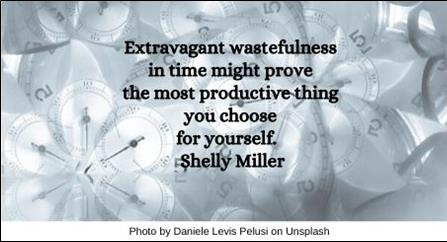 Extravagant wastefulness
in time might prove
the most productive thing
you choose
for yourself.
Shelly Miller
Photo by Daniele Levis Pelusi on Unsplash